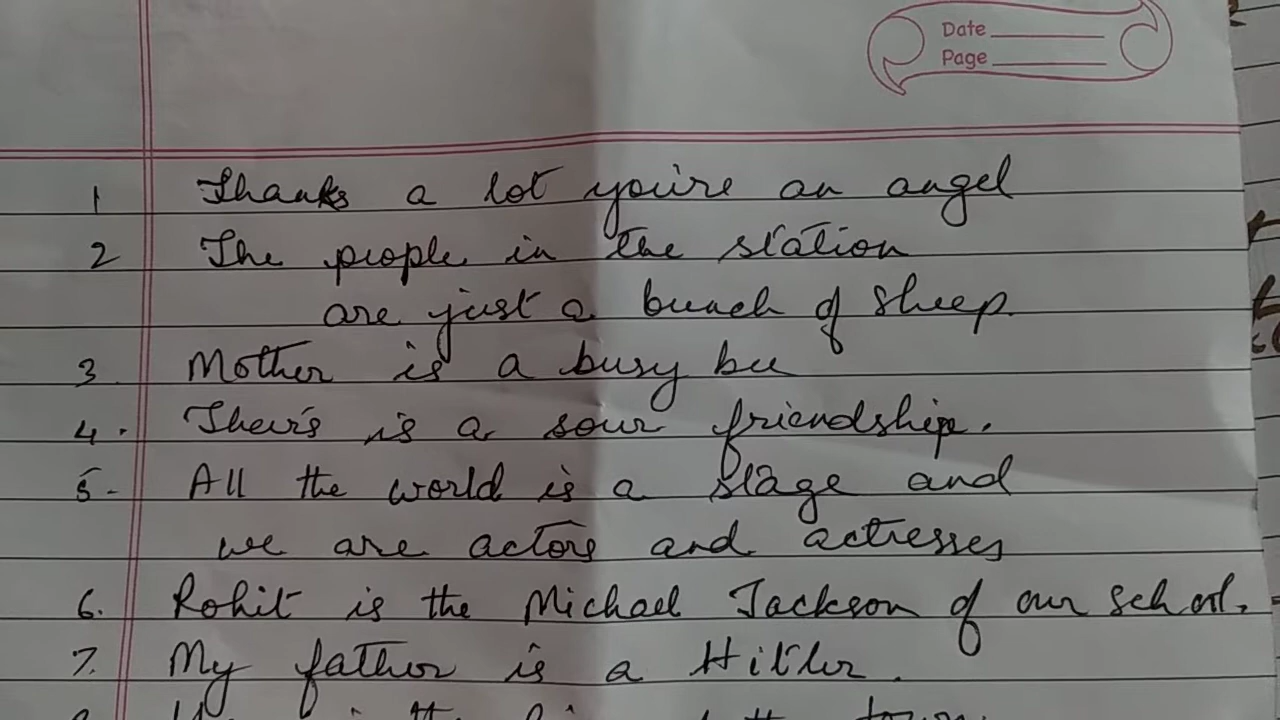 Date
Page
1 Thanks a lot you're an angel
2 The people in the station
are just a bunch of sheep
3 Mother is a busy bee
4. Their's is a sour friendship.
5- All the world is a stage and
we are actors and actresses
6. Rohit is the Michael Jackson of our school.
7. My father is a Hitler.